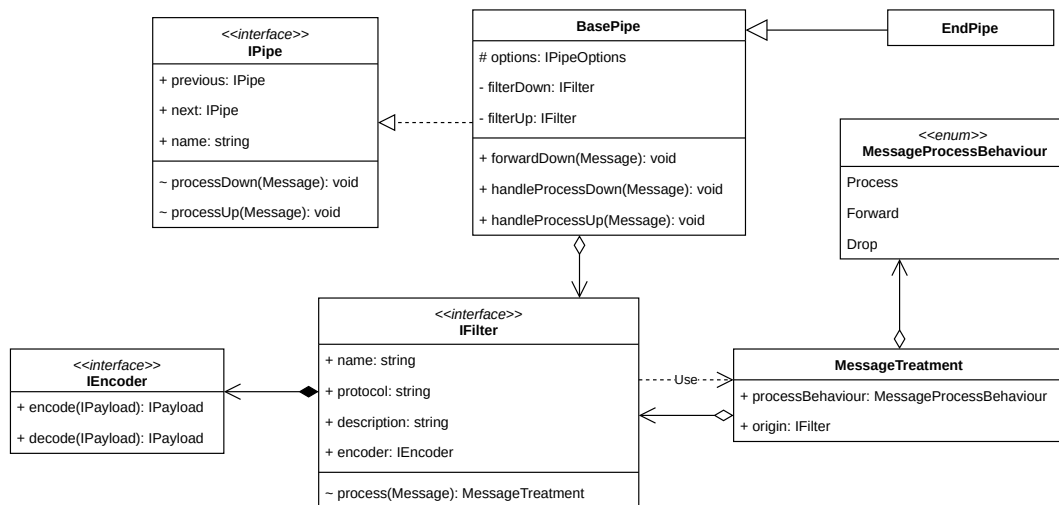 <<interface>>
IPipe
+ previous: IPipe
+ next: IPipe
+ name: string
~ processDown(Message): void
~ processUp(Message): void
BasePipe
# options: IPipeOptions
- filterDown: IFilter
- filterUp: IFilter
+ forwardDown(Message): void
+ handleProcessDown(Message): void
+ handleProcessUp(Message): void
EndPipe
<<enum>>
MessageProcessBehaviour
Process
Forward
Drop
<<interface>>
IEncoder
+ encode(IPayload): IPayload
+ decode(IPayload): IPayload
<<interface>>
IFilter
+ name: string
+ protocol: string
+ description: string
+ encoder: IEncoder
~ process(Message): MessageTreatment
Use
MessageTreatment
+ processBehaviour: MessageProcessBehaviour
+ origin: IFilter